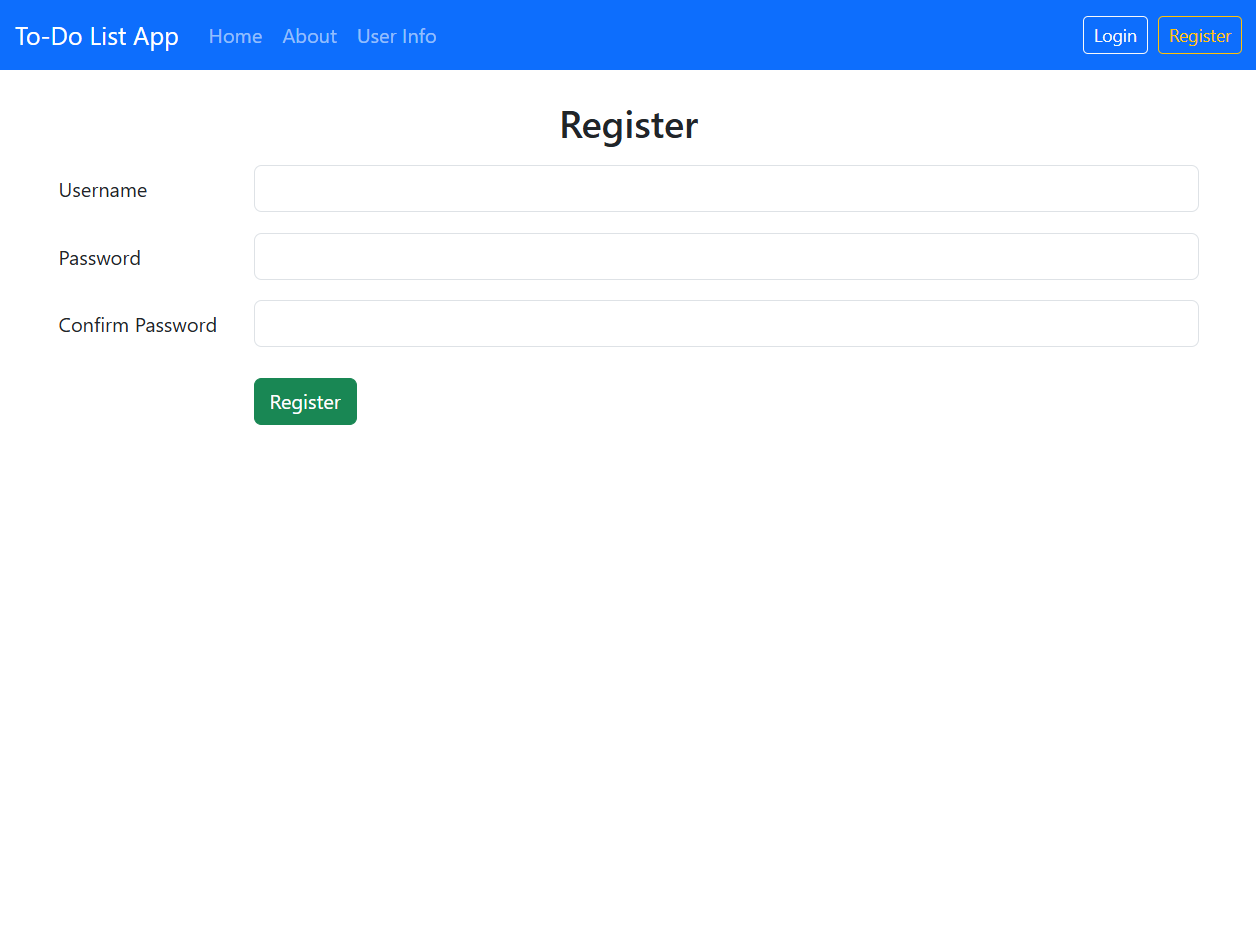 To-Do List App Home About User Info Login Register
Register
Username
Password
Confirm Password
Register